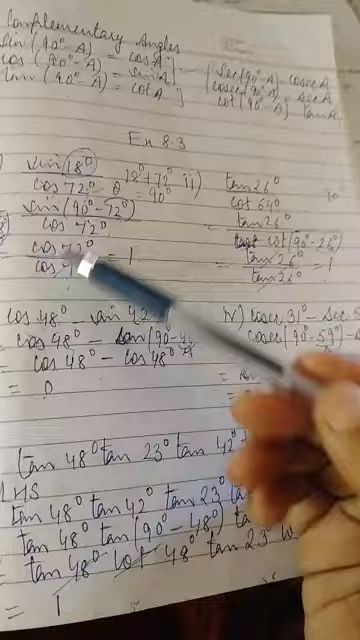 Complementary Angles
sin(90° - A) = cos A
cos(90° - A) = sin A
tan(90° - A) = cot A
sec(90° - A) = cosec A
cosec(90° - A) = sec A
cot(90° - A) tan A
Ex 8.3
sin 18°
cos 72°
18° + 72° = 90°
sin(90° - 72°)
cos 72°
= cos 72° = 1
cos
ii) tan 26°
cot 64°
= tan 26°
cot(90° - 26°)
= tan 26° = 1
tan 26°
cos 48° - sin 42
cos 48° - sin(90° - 4
= cos 48° - cos 48°
= 0
iv) cosec 31° - sec 5
cosec(90° - 59°) -
tan 48° tan 23° tan 42°
LHS
tan 48° tan 42° tan 23°
tan 48° tan(90° - 48°)
= tan 48° cot 48° tan 23°
= 1